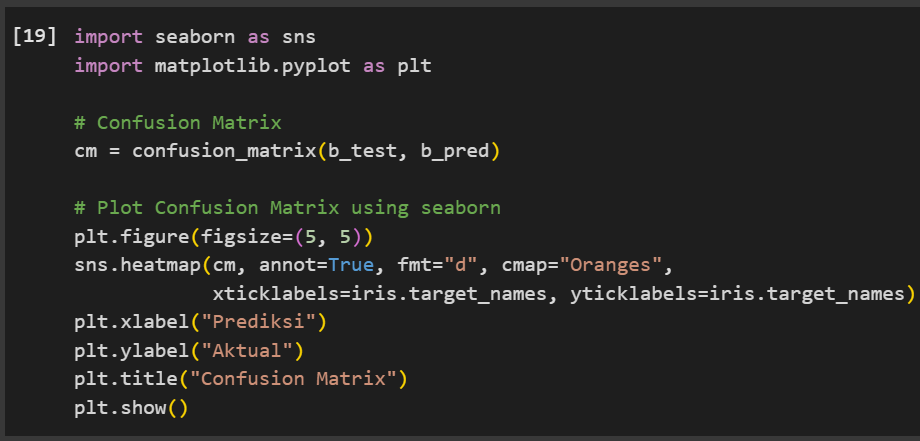 [19] import seaborn as sns
import matplotlib.pyplot as plt
# Confusion Matrix
cm = confusion_matrix(b_test, b_pred)
# Plot Confusion Matrix using seaborn
plt.figure(figsize=(5, 5))
sns.heatmap(cm, annot=True, fmt="d", cmap="Oranges",
xticklabels=iris.target_names, yticklabels=iris.target_names)
plt.xlabel("Prediksi")
plt.ylabel("Aktual")
plt.title("Confusion Matrix")
plt.show()